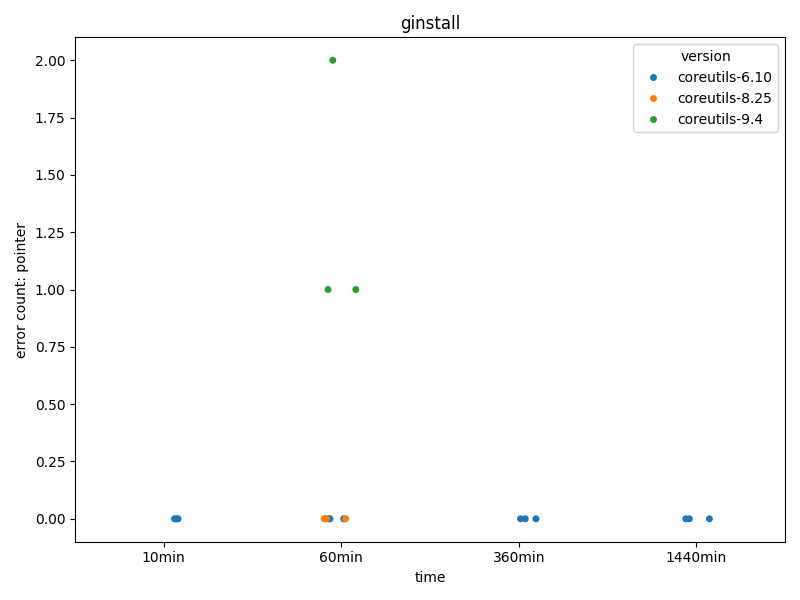 ginstall
version
coreutils-6.10
coreutils-8.25
coreutils-9.4
2.00
1.75
1.50
1.25
1.00
0.75
0.50
0.25
0.00
error count: pointer
10min
60min
360min
1440min
time